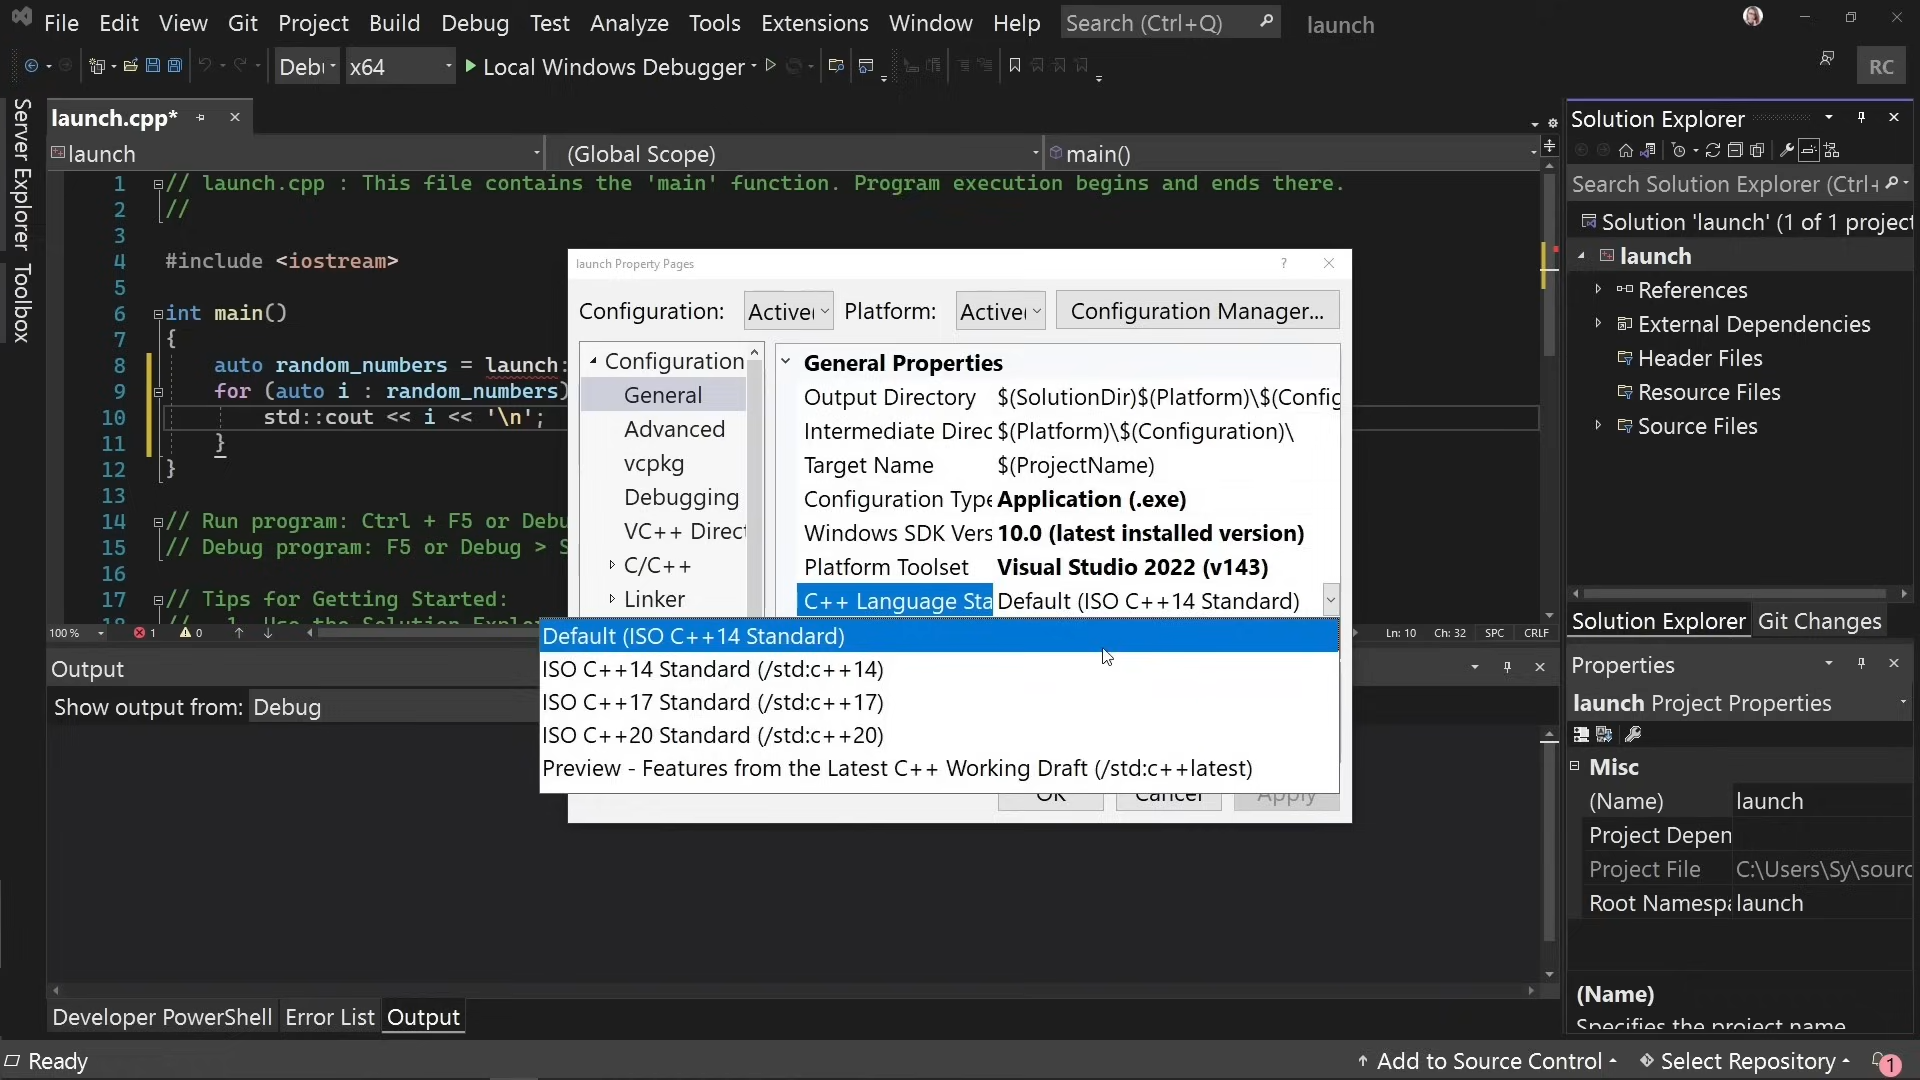 File Edit View Git Project Build Debug Test Analyze Tools Extensions Window Help Search (Ctrl+Q) launch
x64 Local Windows Debugger RC
Server Explorer
Toolbox
launch.cpp*
launch (Global Scope) main()
1 // launch.cpp : This file contains the 'main' function. Program execution begins and ends there.
2 //
3
4 #include <iostream>
5
6 int main()
7 {
8 auto random_numbers = launch:
9 for (auto i : random_numbers)
10 std::cout << i << '\n';
11 }
12 }
13
14 // Run program: Ctrl + F5 or Debu
15 // Debug program: F5 or Debug > S
16
17 // Tips for Getting Started:
100 % 1 0 Ln: 10 Ch: 32 SPC CRLF
launch Property Pages ?
Configuration: Active( Platform: Active( Configuration Manager...
Configuration
General
Advanced
vcpkg
Debugging
VC++ Direct
C/C++
Linker
General Properties
Output Directory $(SolutionDir)$(Platform)\$(Config
Intermediate Direc $(Platform)\$(Configuration)\
Target Name $(ProjectName)
Configuration Type Application (.exe)
Windows SDK Vers 10.0 (latest installed version)
Platform Toolset Visual Studio 2022 (v143)
C++ Language Sta Default (ISO C++14 Standard)
Default (ISO C++14 Standard)
ISO C++14 Standard (/std:c++14)
ISO C++17 Standard (/std:c++17)
ISO C++20 Standard (/std:c++20)
Preview - Features from the Latest C++ Working Draft (/std:c++latest)
OK Cancel Apply
Output
Show output from: Debug
Developer PowerShell Error List Output
Solution Explorer
Search Solution Explorer (Ctrl+
Solution 'launch' (1 of 1 project
launch
References
External Dependencies
Header Files
Resource Files
Source Files
Solution Explorer Git Changes
Properties
launch Project Properties
Misc
(Name) launch
Project Depen
Project File C:\Users\Sy\sourc
Root Namespa launch
(Name)
Specifies the project name.
Ready Add to Source Control Select Repository 1